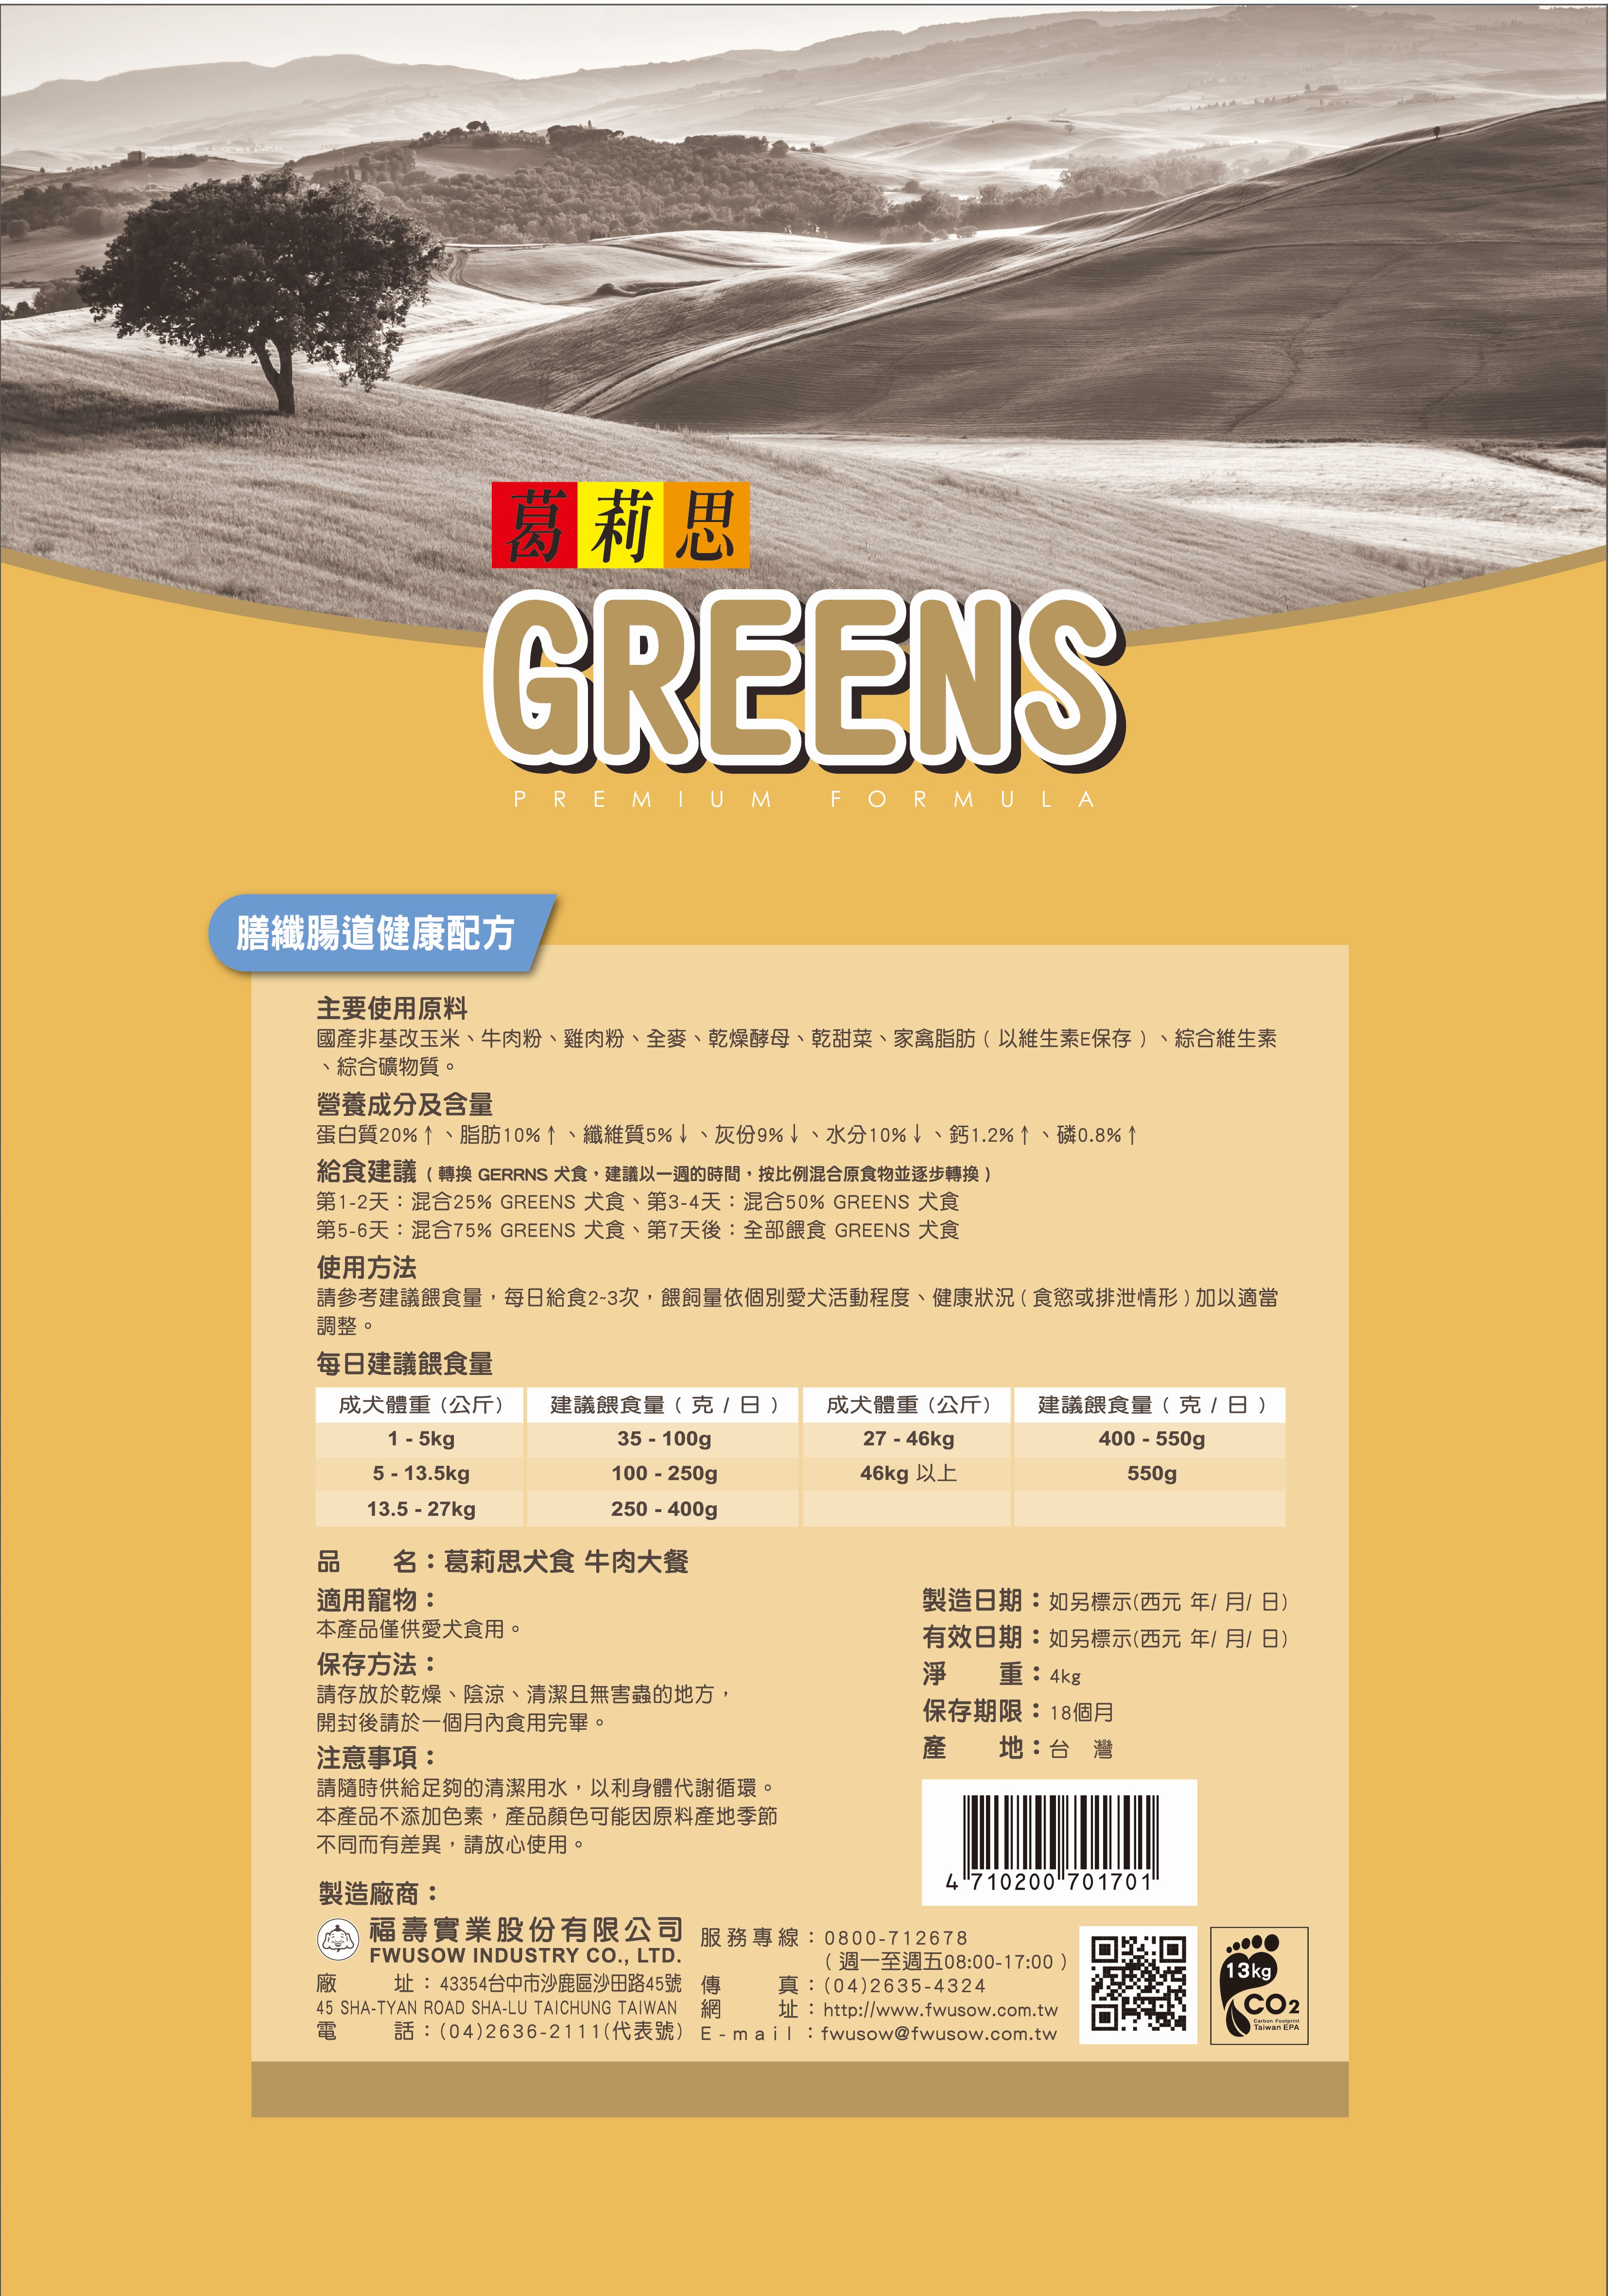 葛莉思
GREENS
PREMIUM FORMULA
膳纖腸道健康配方
主要使用原料
國產非基改玉米、牛肉粉、雞肉粉、全麥、乾燥酵母、乾甜菜、家禽脂肪（以維生素E保存）、綜合維生素
、綜合礦物質。
營養成分及含量
蛋白質20%↑、脂肪10%↑、纖維質5%↓、灰份9%↓、水分10%↓、鈣1.2%↑、磷0.8%↑
給食建議（轉換 GERRNS 犬食，建議以一週的時間，按比例混合原食物並逐步轉換）
第1-2天：混合25% GREENS 犬食、第3-4天：混合50% GREENS 犬食
第5-6天：混合75% GREENS 犬食、第7天後：全部餵食 GREENS 犬食
使用方法
請參考建議餵食量，每日給食2~3次，餵飼量依個別愛犬活動程度、健康狀況(食慾或排泄情形)加以適當
調整。
每日建議餵食量
成犬體重(公斤) 建議餵食量（克/日） 成犬體重(公斤) 建議餵食量（克/日）
1 - 5kg 35 - 100g 27 - 46kg 400 - 550g
5 - 13.5kg 100 - 250g 46kg 以上 550g
13.5 - 27kg 250 - 400g
品　名：葛莉思犬食 牛肉大餐
適用寵物：
本產品僅供愛犬食用。
保存方法：
請存放於乾燥、陰涼、清潔且無害蟲的地方，
開封後請於一個月內食用完畢。
注意事項：
請隨時供給足夠的清潔用水，以利身體代謝循環。
本產品不添加色素，產品顏色可能因原料產地季節
不同而有差異，請放心使用。
製造日期：如另標示(西元 年/ 月/ 日)
有效日期：如另標示(西元 年/ 月/ 日)
淨　重：4kg
保存期限：18個月
產　地：台　灣
4 710200 701701
製造廠商：
福壽實業股份有限公司
FWUSOW INDUSTRY CO., LTD.
廠　址：43354台中市沙鹿區沙田路45號
45 SHA-TYAN ROAD SHA-LU TAICHUNG TAIWAN
電　話：(04)2636-2111(代表號)
服務專線：0800-712678
（週一至週五08:00-17:00）
傳　真：(04)2635-4324
網　址：http://www.fwusow.com.tw
E-mail：fwusow@fwusow.com.tw
13kg
CO2
Carbon Footprint
Taiwan EPA